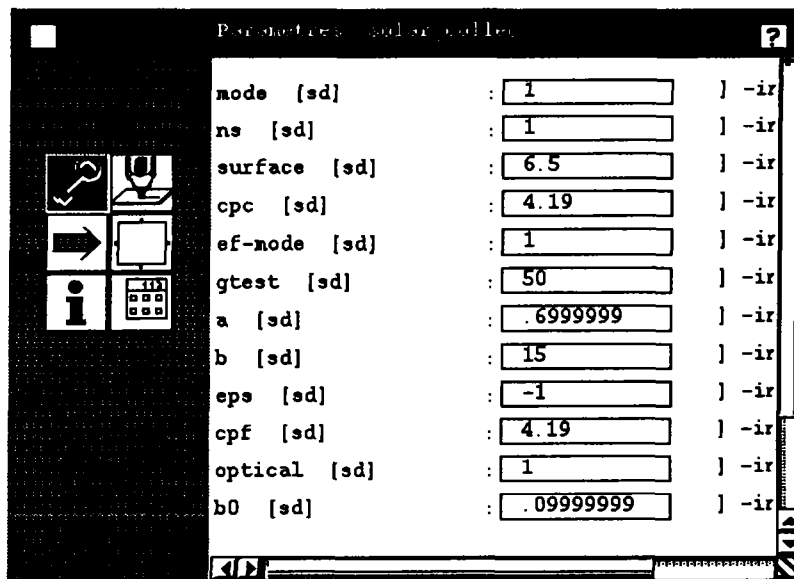 Parametres solar
?
mode [sd] : 1 ] -ir
ns [sd] : 1 ] -ir
surface [sd] : 6.5 ] -ir
cpc [sd] : 4.19 ] -ir
ef-mode [sd] : 1 ] -ir
gtest [sd] : 50 ] -ir
a [sd] : .6999999 ] -ir
b [sd] : 15 ] -ir
eps [sd] : -1 ] -ir
cpf [sd] : 4.19 ] -ir
optical [sd] : 1 ] -ir
b0 [sd] : .09999999 ] -ir